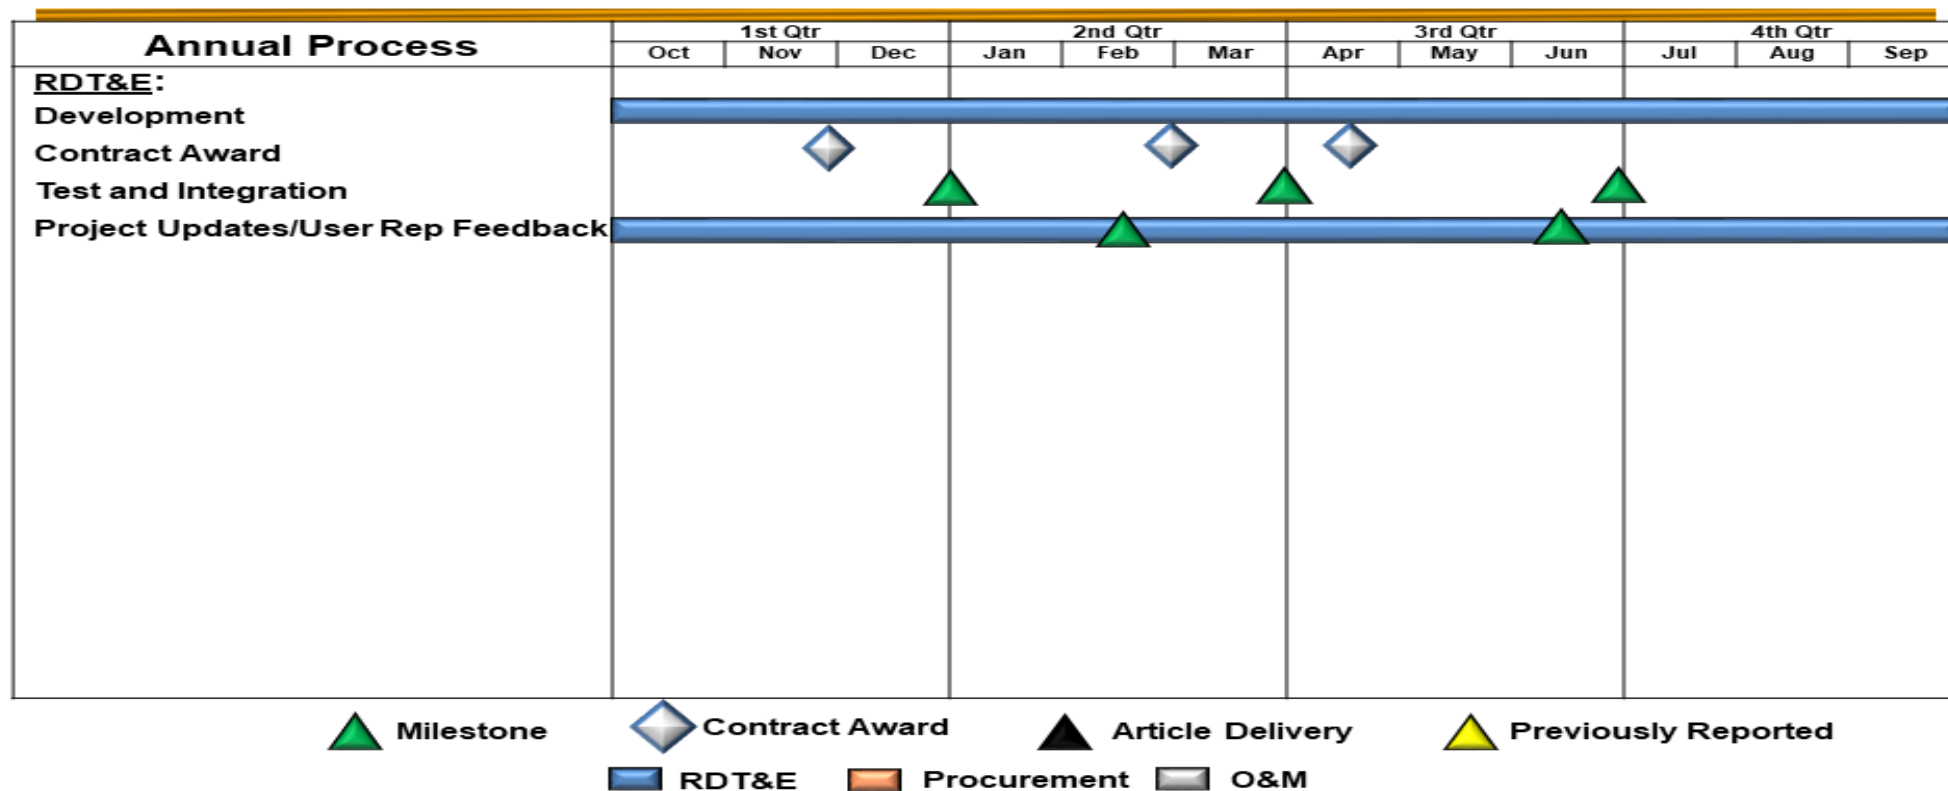 Annual Process
1st Qtr 2nd Qtr 3rd Qtr 4th Qtr
Oct Nov Dec Jan Feb Mar Apr May Jun Jul Aug Sep
RDT&E:
Development
Contract Award
Test and Integration
Project Updates/User Rep Feedback
Milestone Contract Award Article Delivery Previously Reported
RDT&E Procurement O&M